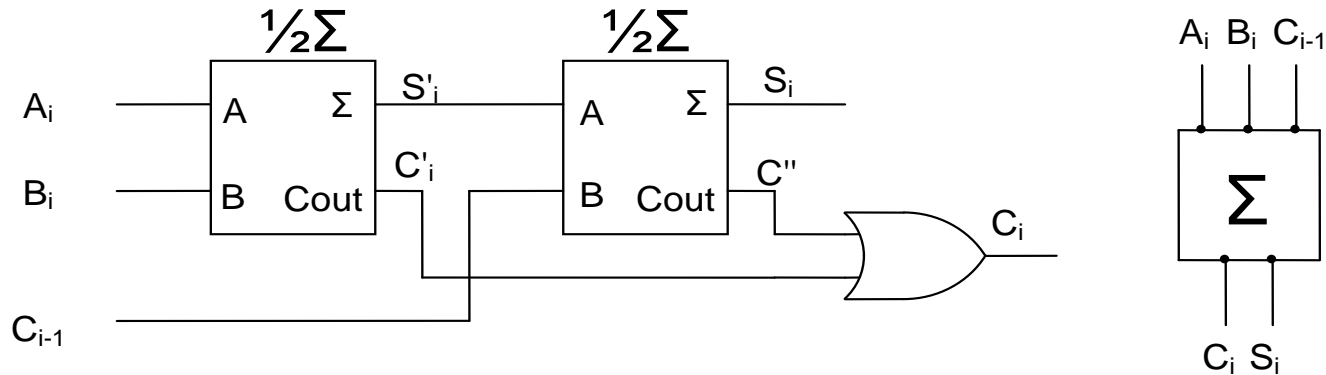 ½Σ
½Σ
Aᵢ Bᵢ Cᵢ₋₁
Aᵢ
A
Σ
S'ᵢ
A
Σ
Sᵢ
Bᵢ
B
Cout
C'ᵢ
B
Cout
C''
Cᵢ
Σ
Cᵢ₋₁
Cᵢ Sᵢ